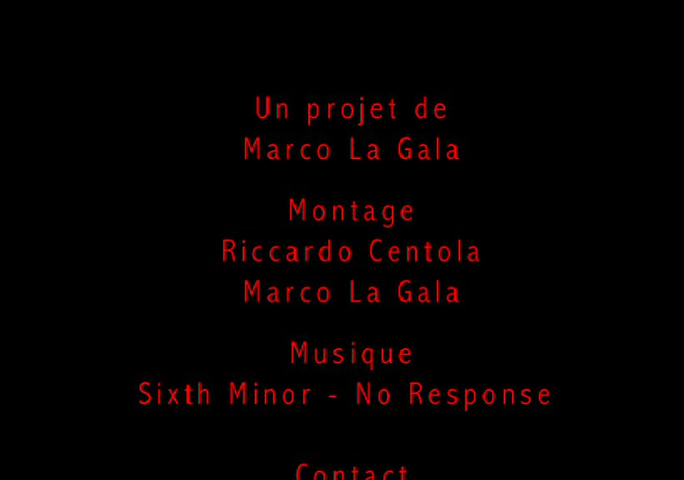 Un projet de
Marco La Gala
Montage
Riccardo Centola
Marco La Gala
Musique
Sixth Minor - No Response
Contact